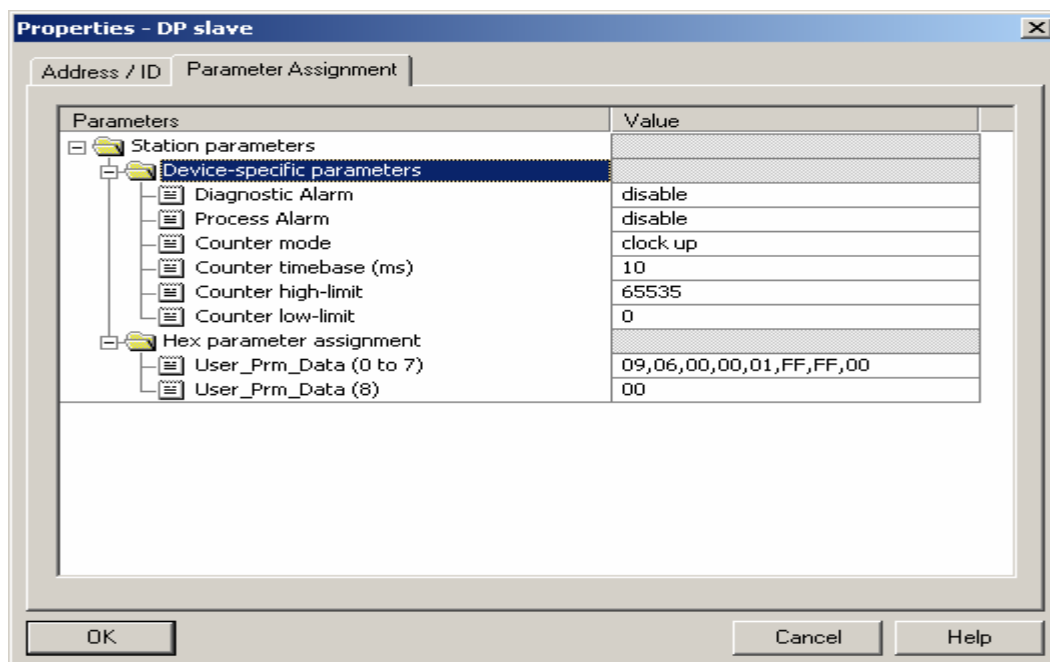 Properties - DP slave
Address / ID Parameter Assignment
Parameters Value
Station parameters
Device-specific parameters
Diagnostic Alarm disable
Process Alarm disable
Counter mode clock up
Counter timebase (ms) 10
Counter high-limit 65535
Counter low-limit 0
Hex parameter assignment
User_Prm_Data (0 to 7) 09,06,00,00,01,FF,FF,00
User_Prm_Data (8) 00
OK Cancel Help